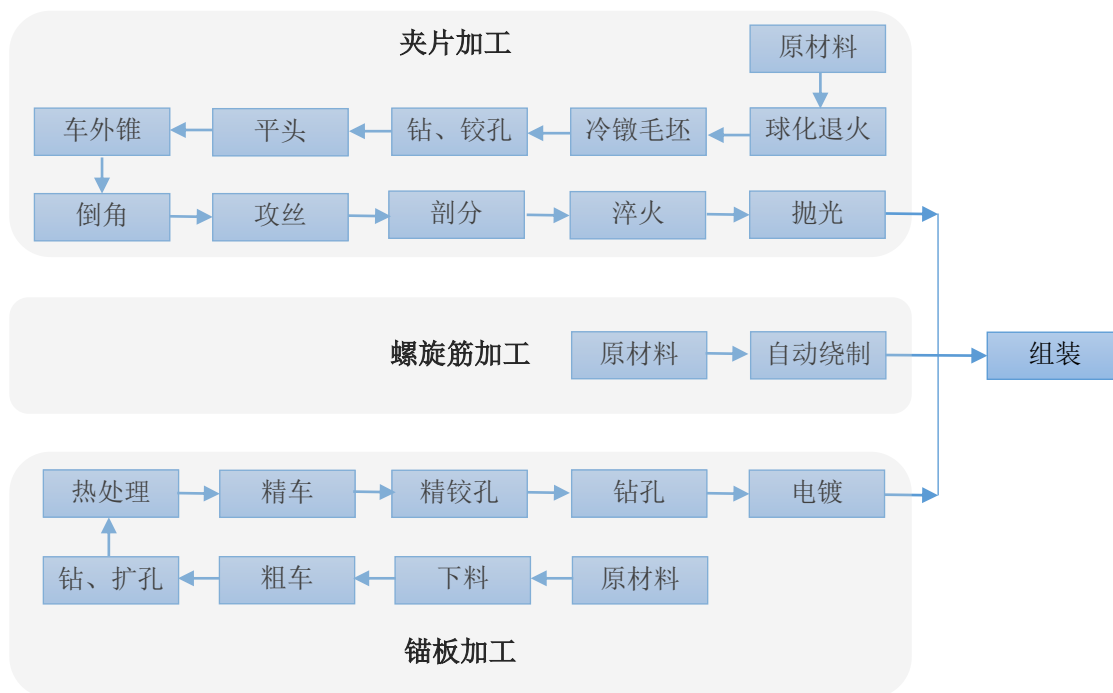 夹片加工
原材料
车外锥
平头
钻、铰孔
冷镦毛坯
球化退火
倒角
攻丝
剖分
淬火
抛光
螺旋筋加工
原材料
自动绕制
组装
热处理
精车
精铰孔
钻孔
电镀
钻、扩孔
粗车
下料
原材料
锚板加工